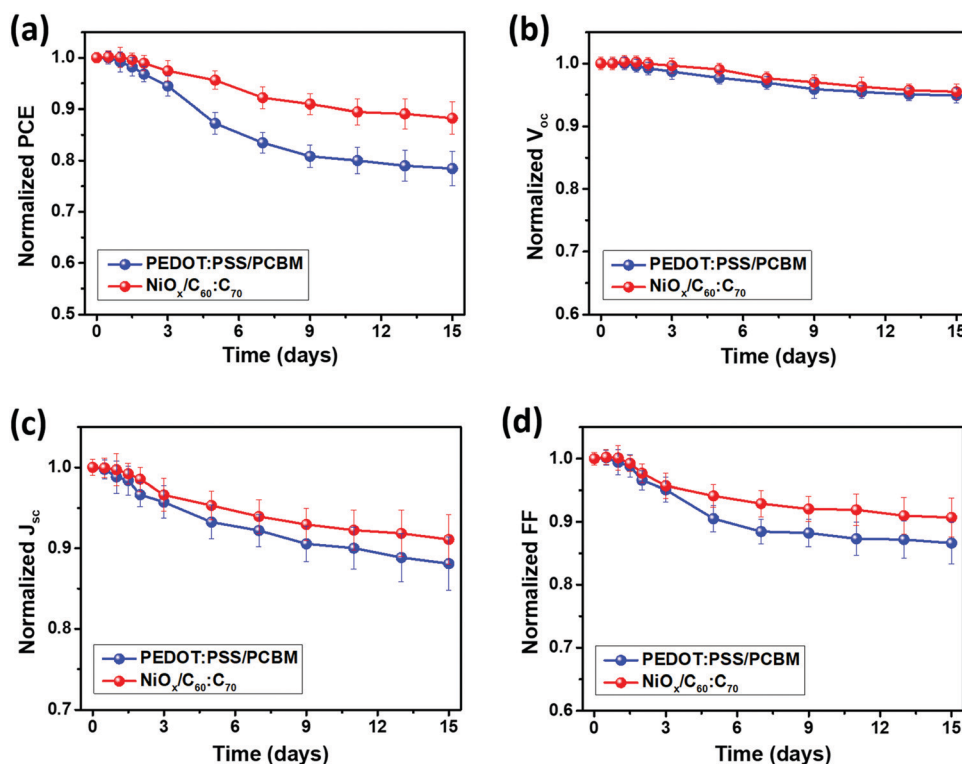 (a)
Normalized PCE
1.0
0.9
0.8
0.7
0.6
0.5
PEDOT:PSS/PCBM
NiOₓ/C₆₀:C₇₀
0 3 6 9 12 15
Time (days)
(b)
Normalized Vₒc
1.0
0.9
0.8
0.7
0.6
PEDOT:PSS/PCBM
NiOₓ/C₆₀:C₇₀
0 3 6 9 12 15
Time (days)
(c)
Normalized Jsc
1.0
0.9
0.8
0.7
PEDOT:PSS/PCBM
NiOₓ/C₆₀:C₇₀
0 3 6 9 12 15
Time (days)
(d)
Normalized FF
1.0
0.9
0.8
0.7
0.6
PEDOT:PSS/PCBM
NiOₓ/C₆₀:C₇₀
0 3 6 9 12 15
Time (days)